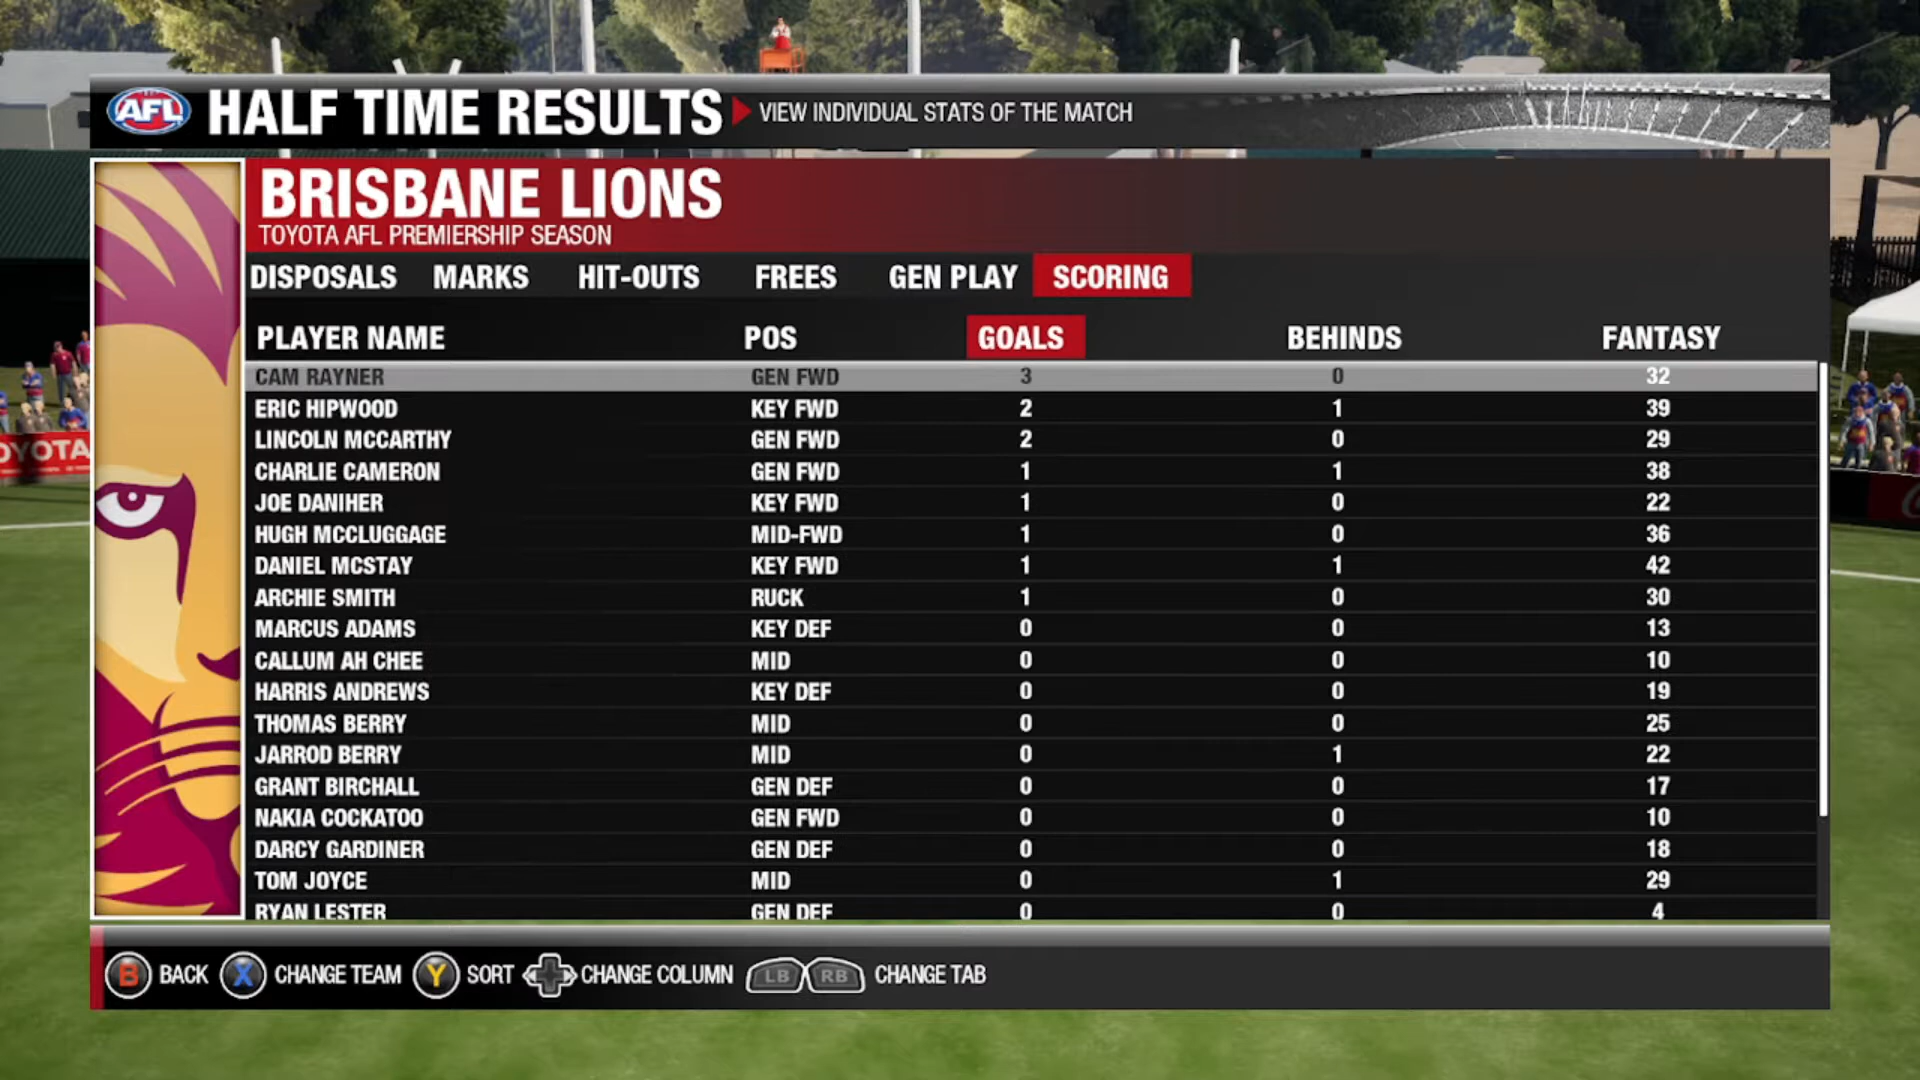 AFL HALF TIME RESULTS VIEW INDIVIDUAL STATS OF THE MATCH
BRISBANE LIONS
TOYOTA AFL PREMIERSHIP SEASON
DISPOSALS MARKS HIT-OUTS FREES GEN PLAY SCORING
PLAYER NAME POS GOALS BEHINDS FANTASY
CAM RAYNER GEN FWD 3 0 32
ERIC HIPWOOD KEY FWD 2 1 39
LINCOLN MCCARTHY GEN FWD 2 0 29
OYOTA
CHARLIE CAMERON GEN FWD 1 1 38
JOE DANIHER KEY FWD 1 0 22
HUGH MCCLUGGAGE MID-FWD 1 0 36
DANIEL MCSTAY KEY FWD 1 1 42
ARCHIE SMITH RUCK 1 0 30
MARCUS ADAMS KEY DEF 0 0 13
CALLUM AH CHEE MID 0 0 10
HARRIS ANDREWS KEY DEF 0 0 19
THOMAS BERRY MID 0 0 25
JARROD BERRY MID 0 1 22
GRANT BIRCHALL GEN DEF 0 0 17
NAKIA COCKATOO GEN FWD 0 0 10
DARCY GARDINER GEN DEF 0 0 18
TOM JOYCE MID 0 1 29
RYAN LESTER GEN DEF 0 0 4
B BACK X CHANGE TEAM Y SORT CHANGE COLUMN LB RB CHANGE TAB